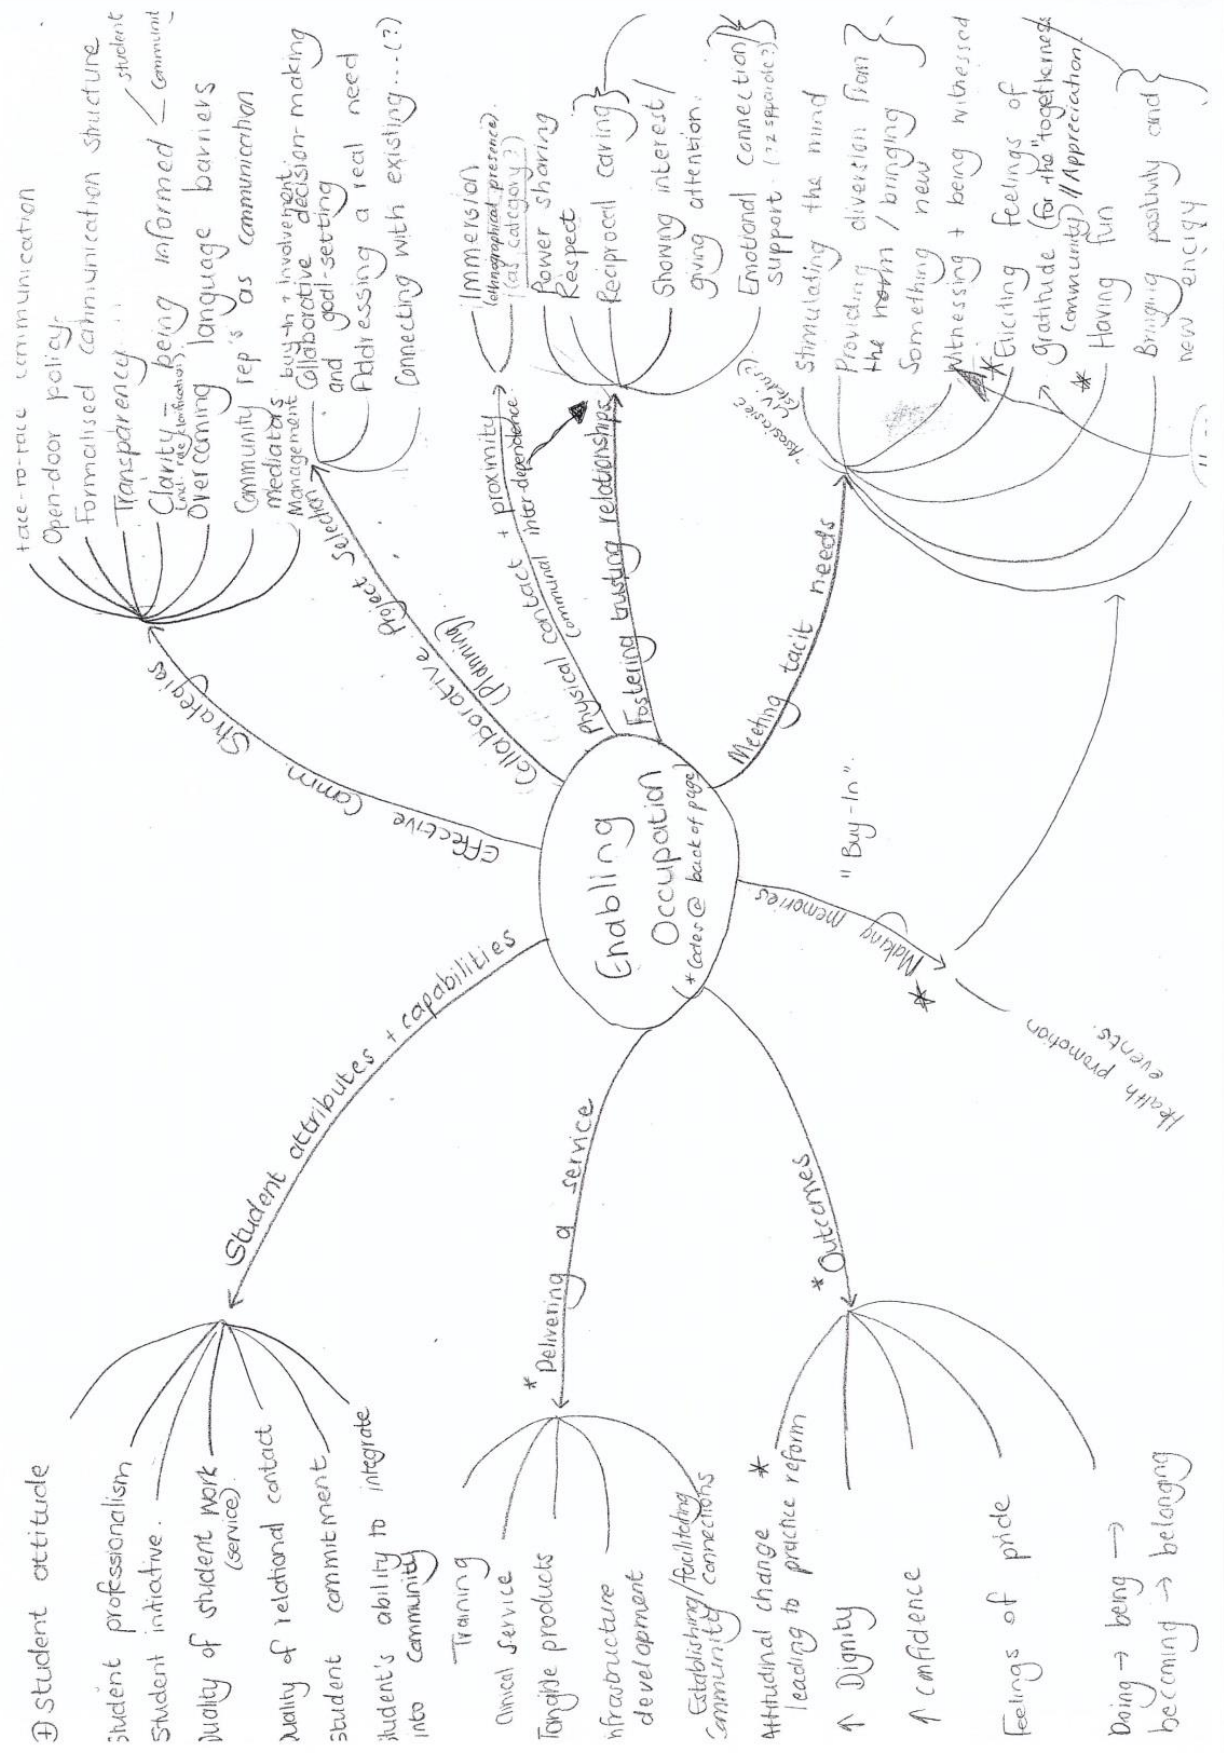 Enabling
Occupation
(* Codes @ back of page)
Student attributes + capabilities
+ student attitude
Student professionalism
Student initiative.
Quality of student work
(service).
Quality of relational contact
Student commitment
Student's ability to integrate
into community
* Delivering a service
Training
Clinical service
Tangible products
Infrastructure
development
Establishing/facilitating
community connections
* Outcomes
Attitudinal change *
leading to practice reform
↑ Dignity
↑ confidence
Feelings of pride
Doing → being →
becoming → belonging
Effective Comm. Strategies
Face-to-face communication
Open-door policy
Formalised communication structure
Transparency
Clarity - being informed
student
communit
Overcoming language barriers
Community rep's as communication
mediators
Management buy-in + involvement
Collaborative Project Selection
(Planning)
Collaborative decision-making
and goal-setting
Addressing a real need
Connecting with existing...(?)
Physical contact + proximity
Communal inter-dependence
Immersion
(ethnographical presence)
(as category?)
Fostering trusting relationships
Power sharing
Respect
Reciprocal caring
Showing interest/
giving attention.
Emotional connection
support. (? 2 separate?)
Meeting tacit needs
Stimulating the mind
Providing diversion from
the norm / bringing
something new
Witnessing + being witnessed
* Eliciting feelings of
gratitude (for the "togetherness
community) // Appreciation.
* Having fun
Bringing positivity and
new energy
"Buy-In".
* Making memories
Health promotion
events.